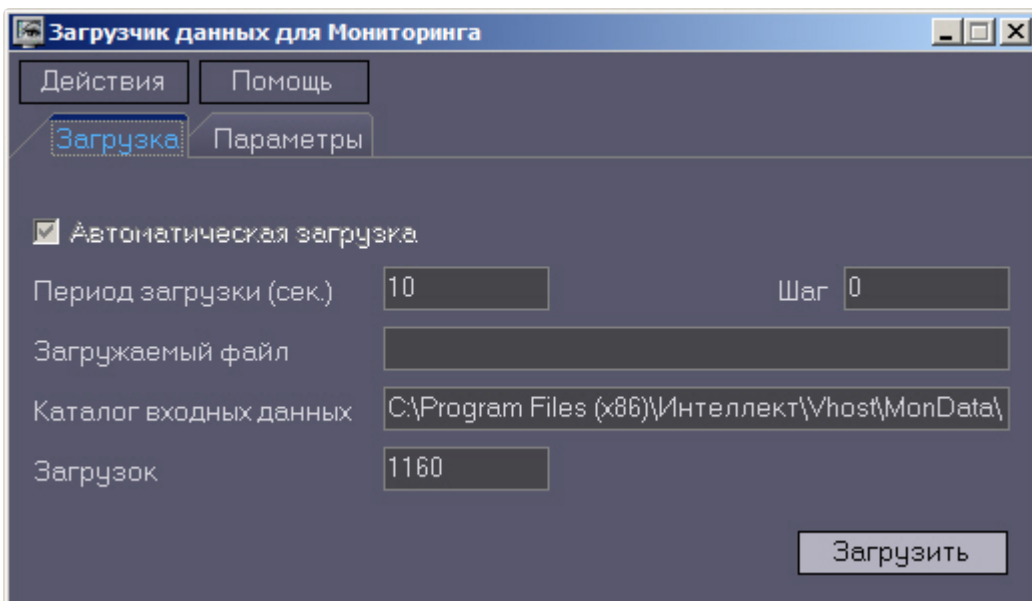 Загрузчик данных для Мониторинга
Действия Помощь
Загрузка Параметры
Автоматическая загрузка
Период загрузки (сек.) 10 Шаг 0
Загружаемый файл
Каталог входных данных C:\Program Files (x86)\Интеллект\Vhost\MonData\
Загрузок 1160
Загрузить